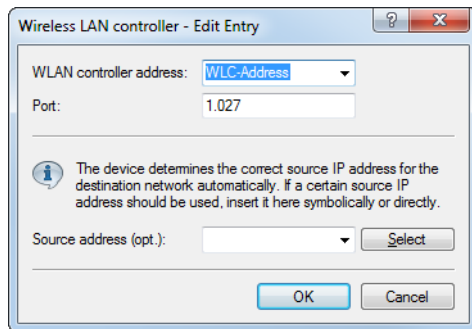 Wireless LAN controller - Edit Entry
WLAN controller address: WLC-Address
Port: 1.027
The device determines the correct source IP address for the
destination network automatically. If a certain source IP
address should be used, insert it here symbolically or directly.
Source address (opt.): Select
OK Cancel